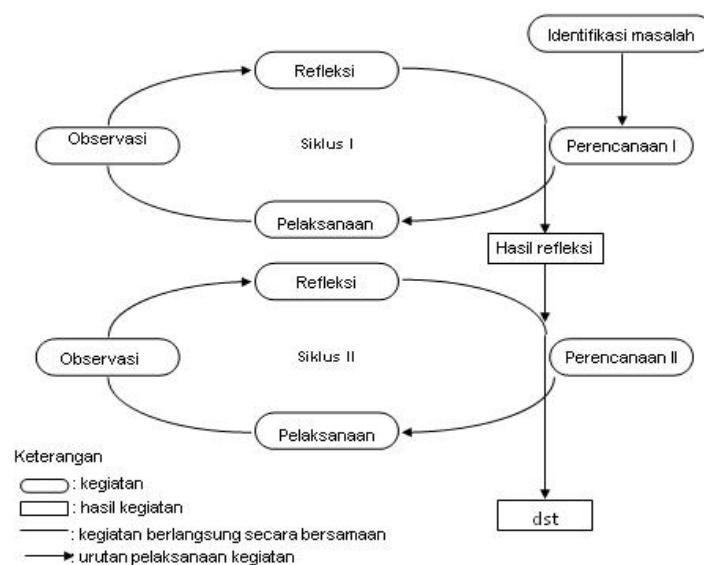 Identifikasi masalah
Refleksi
Observasi
Siklus I
Perencanaan I
Pelaksanaan
Hasil refleksi
Refleksi
Observasi
Siklus II
Perencanaan II
Pelaksanaan
Keterangan
: kegiatan
: hasil kegiatan
: kegiatan berlangsung secara bersamaan
: urutan pelaksanaan kegiatan
dst